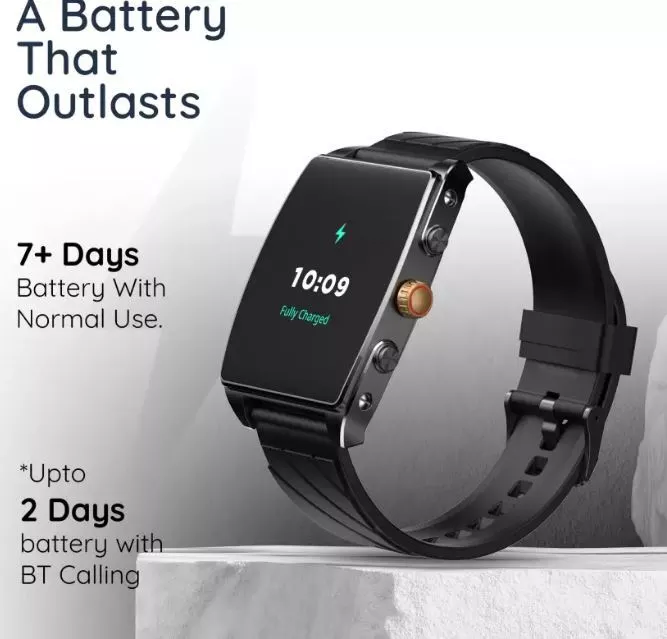 A Battery
That
Outlasts
7+ Days
Battery With
Normal Use.
10:09
Fully Charged
*Upto
2 Days
battery with
BT Calling